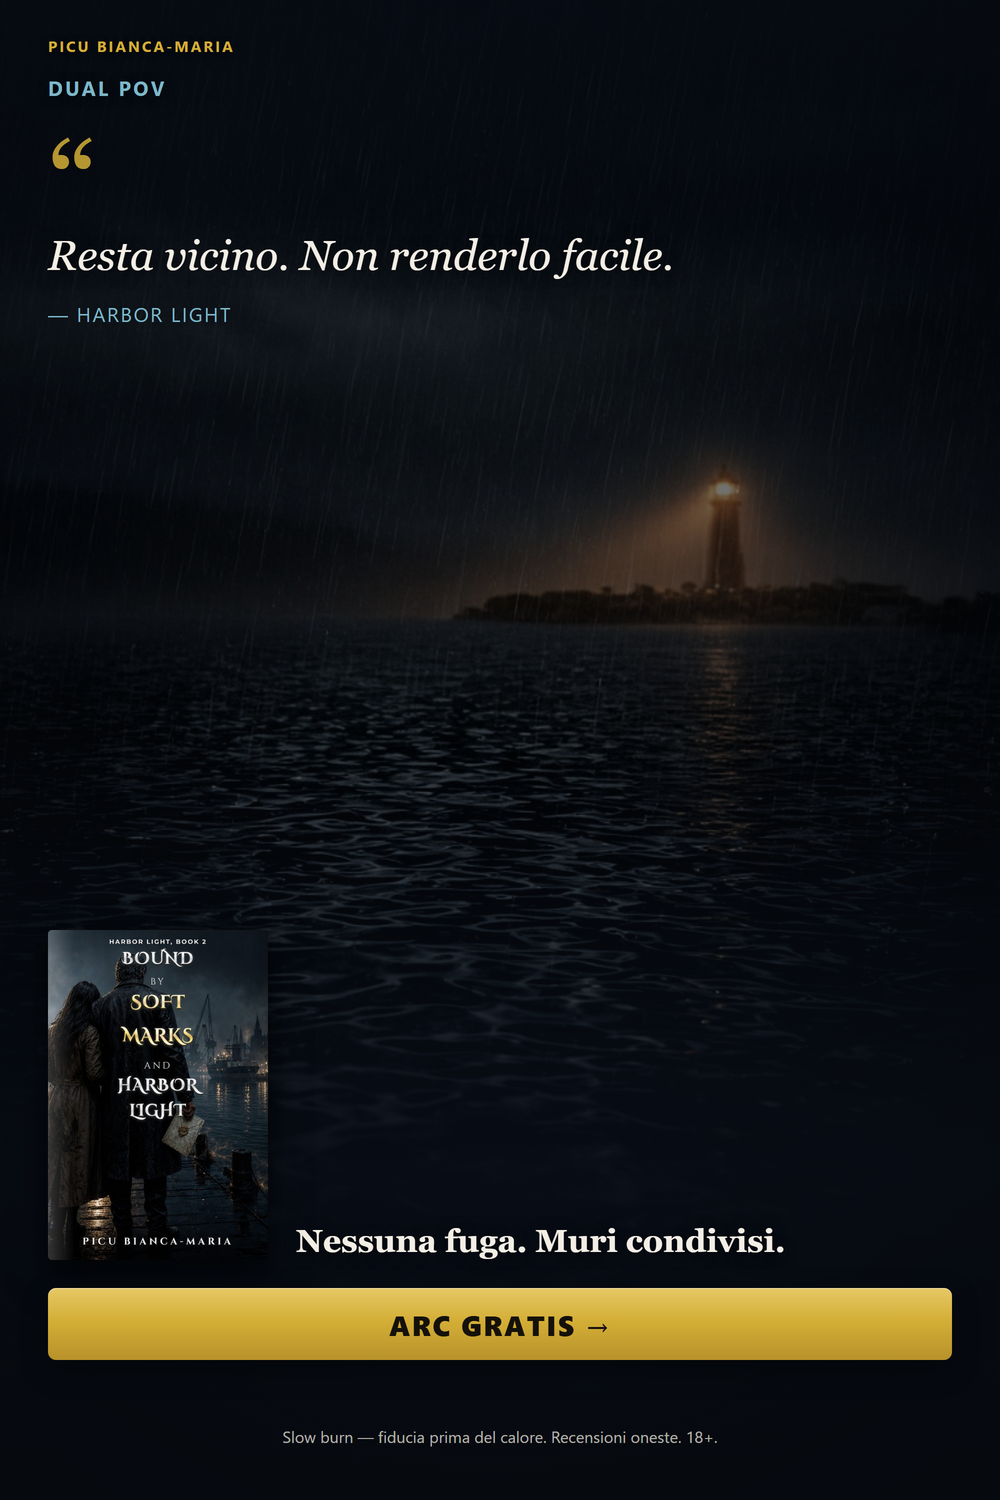 PICU BIANCA-MARIA
DUAL POV
“
Resta vicino. Non renderlo facile.
— HARBOR LIGHT
HARBOR LIGHT, BOOK 2
BOUND
BY
SOFT
MARKS
AND
HARBOR
LIGHT
PICU BIANCA-MARIA
Nessuna fuga. Muri condivisi.
ARC GRATIS →
Slow burn — fiducia prima del calore. Recensioni oneste. 18+.